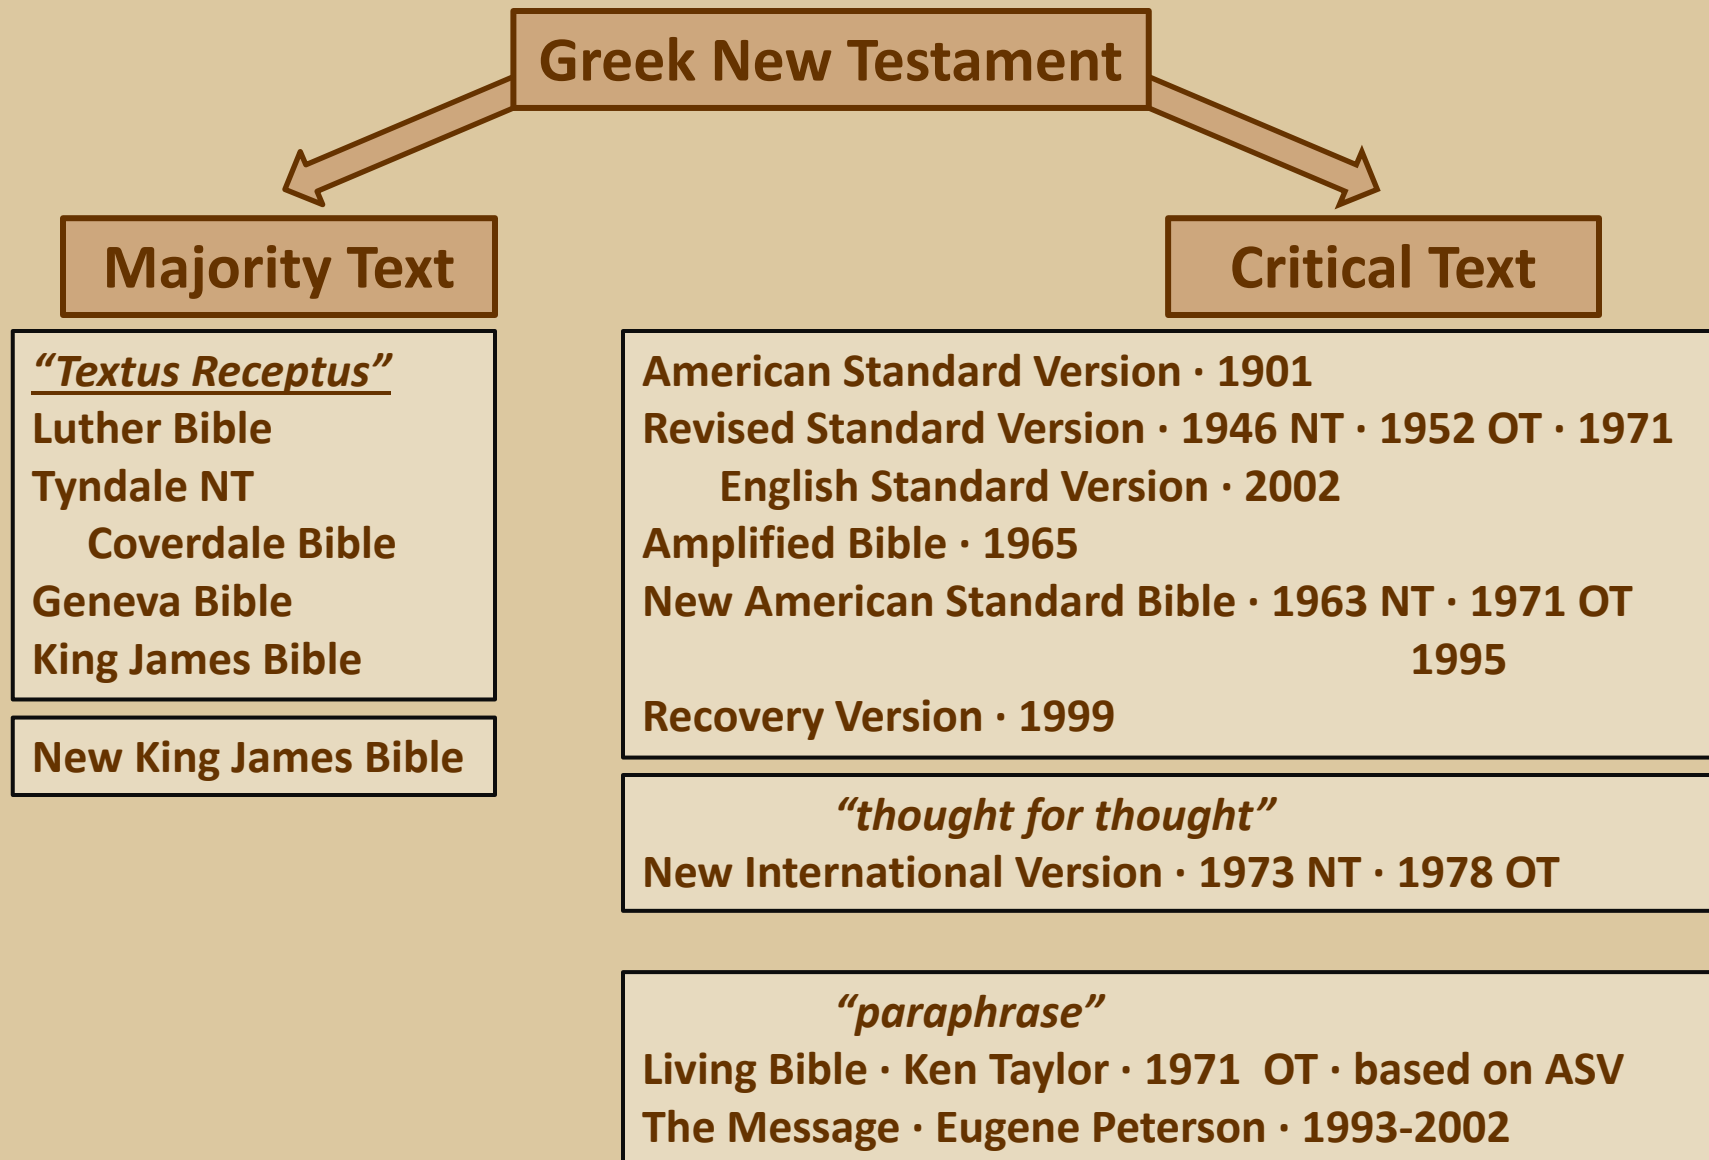 Greek New Testament
Majority Text
Critical Text
“Textus Receptus”
Luther Bible
Tyndale NT
Coverdale Bible
Geneva Bible
King James Bible
New King James Bible
American Standard Version · 1901
Revised Standard Version · 1946 NT · 1952 OT · 1971
English Standard Version · 2002
Amplified Bible · 1965
New American Standard Bible · 1963 NT · 1971 OT
1995
Recovery Version · 1999
“thought for thought”
New International Version · 1973 NT · 1978 OT
“paraphrase”
Living Bible · Ken Taylor · 1971 OT · based on ASV
The Message · Eugene Peterson · 1993-2002